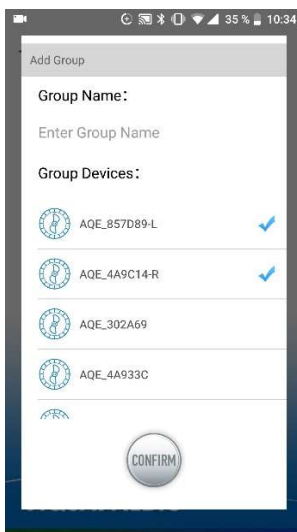 35 % 10:34
Add Group
Group Name:
Enter Group Name
Group Devices:
AQE_857D89-L
AQE_4A9C14-R
AQE_302A69
AQE_4A933C
CONFIRM